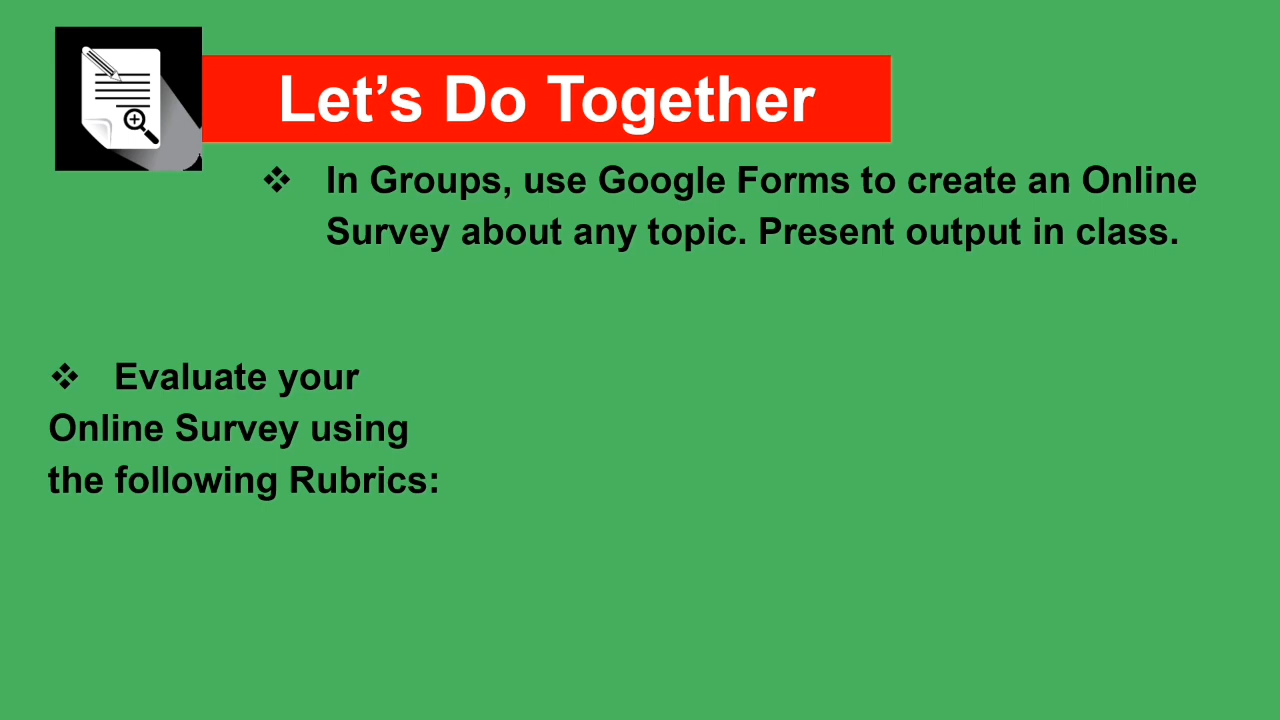 Let’s Do Together
❖ In Groups, use Google Forms to create an Online
Survey about any topic. Present output in class.
❖ Evaluate your
Online Survey using
the following Rubrics: